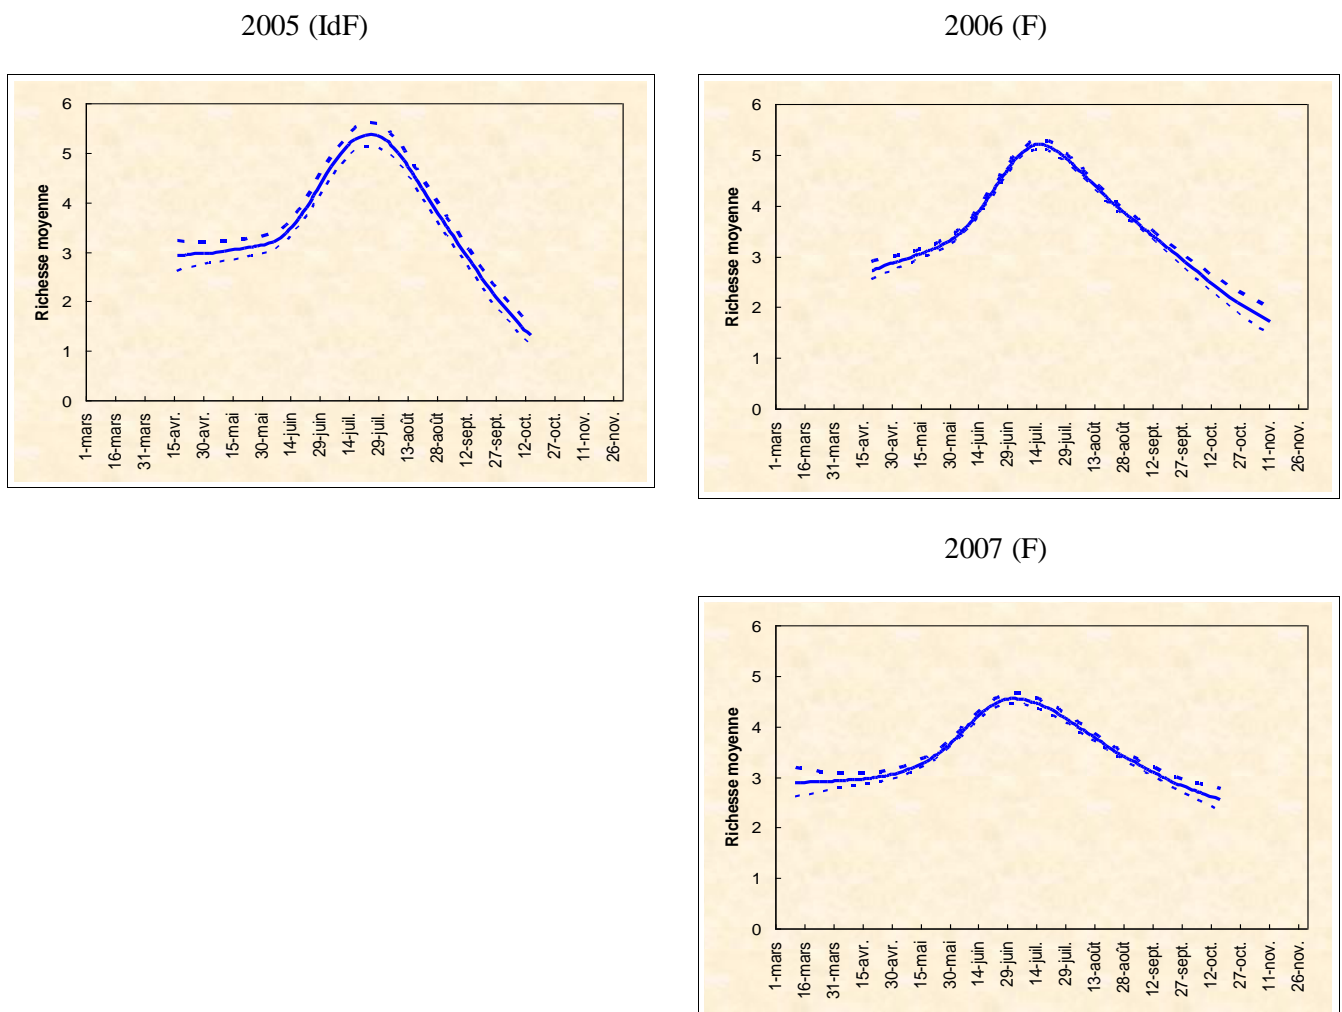 2005 (IdF)
6
5
4
3
2
1
0
Richesse moyenne
1-mars
16-mars
31-mars
15-avr.
30-avr.
15-mai
30-mai
14-juin
29-juin
14-juil.
29-juil.
13-août
28-août
12-sept.
27-sept.
12-oct.
27-oct.
11-nov.
26-nov.
2006 (F)
6
5
4
3
2
1
0
Richesse moyenne
1-mars
16-mars
31-mars
15-avr.
30-avr.
15-mai
30-mai
14-juin
29-juin
14-juil.
29-juil.
13-août
28-août
12-sept.
27-sept.
12-oct.
27-oct.
11-nov.
26-nov.
2007 (F)
6
5
4
3
2
1
0
Richesse moyenne
1-mars
16-mars
31-mars
15-avr.
30-avr.
15-mai
30-mai
14-juin
29-juin
14-juil.
29-juil.
13-août
28-août
12-sept.
27-sept.
12-oct.
27-oct.
11-nov.
26-nov.